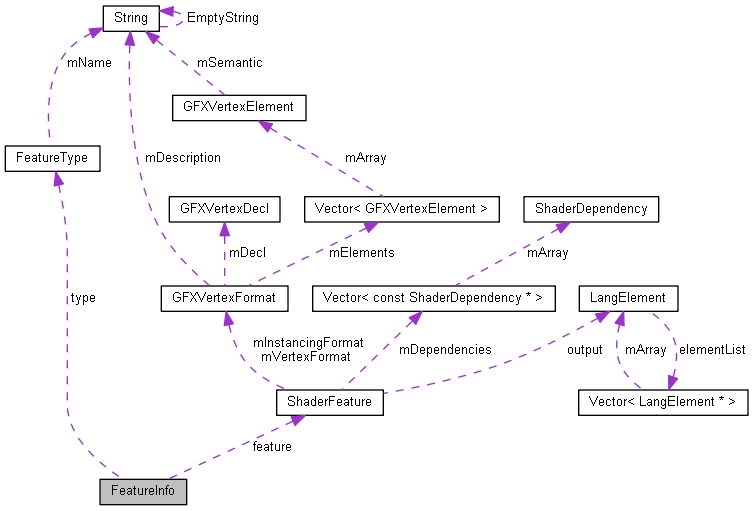 String
EmptyString
mName
mSemantic
GFXVertexElement
FeatureType
mDescription
mArray
GFXVertexDecl
Vector< GFXVertexElement >
ShaderDependency
mDecl
mElements
mArray
type
GFXVertexFormat
Vector< const ShaderDependency * >
LangElement
mInstancingFormat
mVertexFormat
mDependencies
output
mArray
elementList
ShaderFeature
Vector< LangElement * >
feature
FeatureInfo